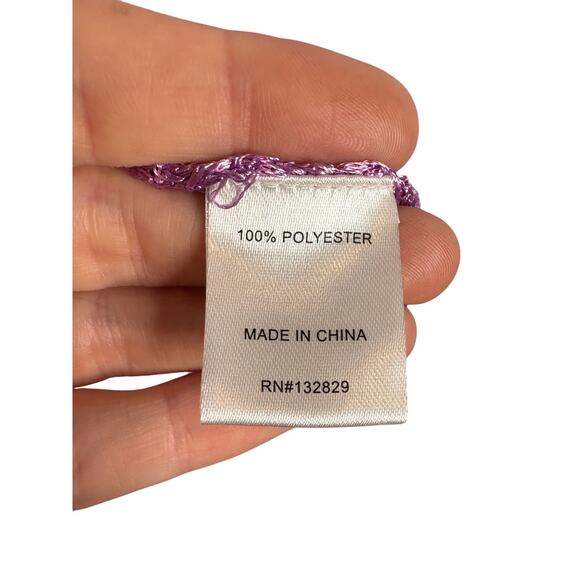 100% POLYESTER
MADE IN CHINA
RN#132829